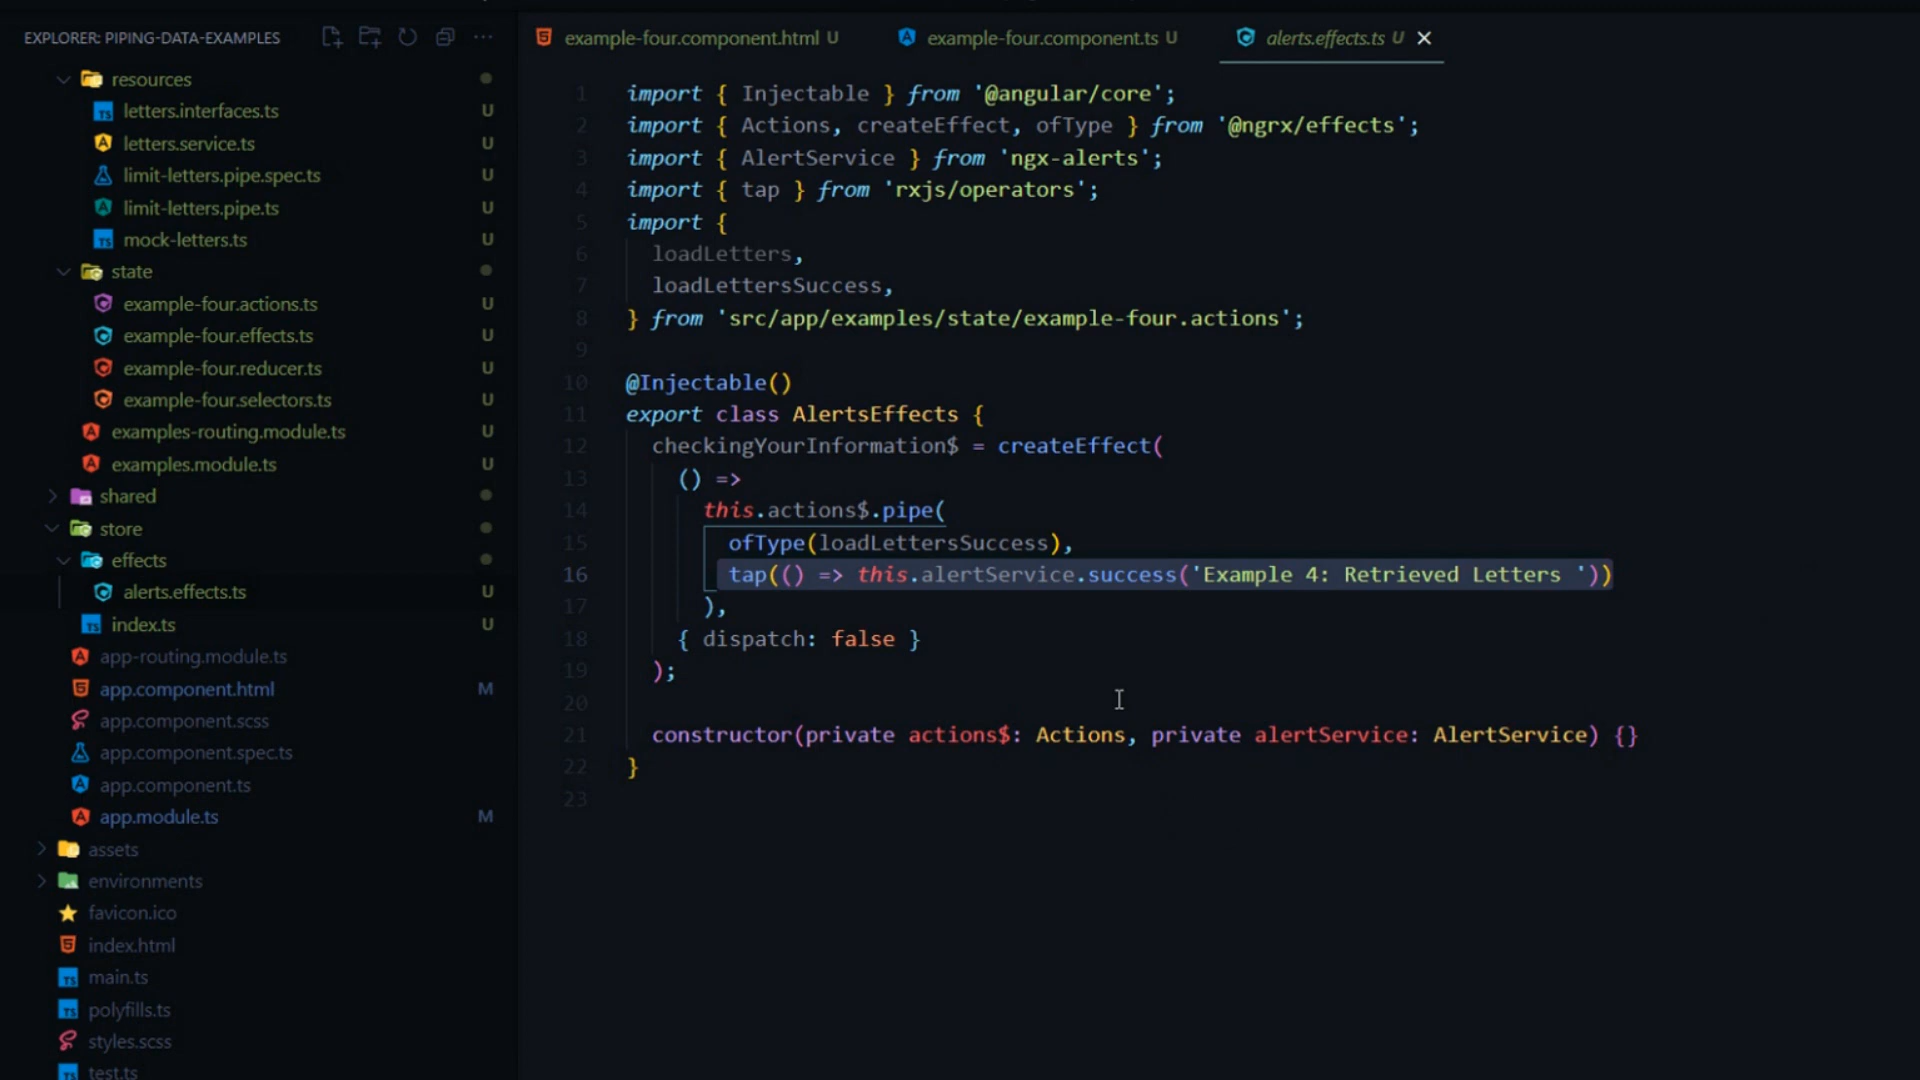 EXPLORER: PIPING-DATA-EXAMPLES
resources
letters.interfaces.ts U
letters.service.ts U
limit-letters.pipe.spec.ts U
limit-letters.pipe.ts U
mock-letters.ts U
state
example-four.actions.ts U
example-four.effects.ts U
example-four.reducer.ts U
example-four.selectors.ts U
examples-routing.module.ts U
examples.module.ts U
shared
store
effects
alerts.effects.ts U
index.ts U
app-routing.module.ts
app.component.html M
app.component.scss
app.component.spec.ts
app.component.ts
app.module.ts M
assets
environments
favicon.ico
index.html
main.ts
polyfills.ts
styles.scss
test.ts
example-four.component.html U
example-four.component.ts U
alerts.effects.ts U
1 import { Injectable } from '@angular/core';
2 import { Actions, createEffect, ofType } from '@ngrx/effects';
3 import { AlertService } from 'ngx-alerts';
4 import { tap } from 'rxjs/operators';
5 import {
6 loadLetters,
7 loadLettersSuccess,
8 } from 'src/app/examples/state/example-four.actions';
9
10 @Injectable()
11 export class AlertsEffects {
12 checkingYourInformation$ = createEffect(
13 () =>
14 this.actions$.pipe(
15 ofType(loadLettersSuccess),
16 tap(() => this.alertService.success('Example 4: Retrieved Letters '))
17 ),
18 { dispatch: false }
19 );
20
21 constructor(private actions$: Actions, private alertService: AlertService) {}
22 }
23